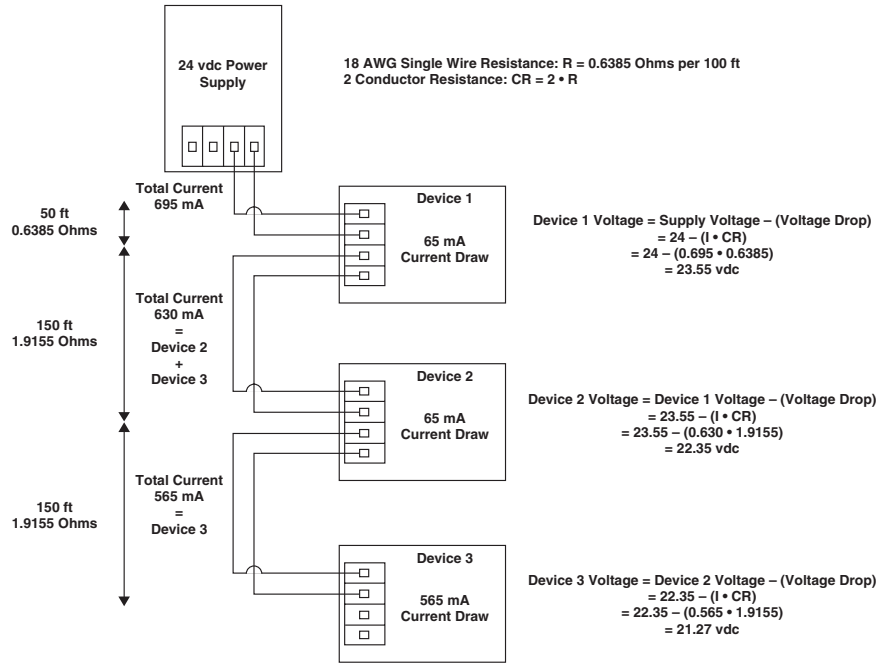 24 vdc Power
Supply
18 AWG Single Wire Resistance: R = 0.6385 Ohms per 100 ft
2 Conductor Resistance: CR = 2 • R
Total Current
695 mA
50 ft
0.6385 Ohms
Device 1
65 mA
Current Draw
Device 1 Voltage = Supply Voltage – (Voltage Drop)
= 24 – (I • CR)
= 24 – (0.695 • 0.6385)
= 23.55 vdc
150 ft
1.9155 Ohms
Total Current
630 mA
=
Device 2
+
Device 3
Device 2
65 mA
Current Draw
Device 2 Voltage = Device 1 Voltage – (Voltage Drop)
= 23.55 – (I • CR)
= 23.55 – (0.630 • 1.9155)
= 22.35 vdc
150 ft
1.9155 Ohms
Total Current
565 mA
=
Device 3
Device 3
565 mA
Current Draw
Device 3 Voltage = Device 2 Voltage – (Voltage Drop)
= 22.35 – (I • CR)
= 22.35 – (0.565 • 1.9155)
= 21.27 vdc